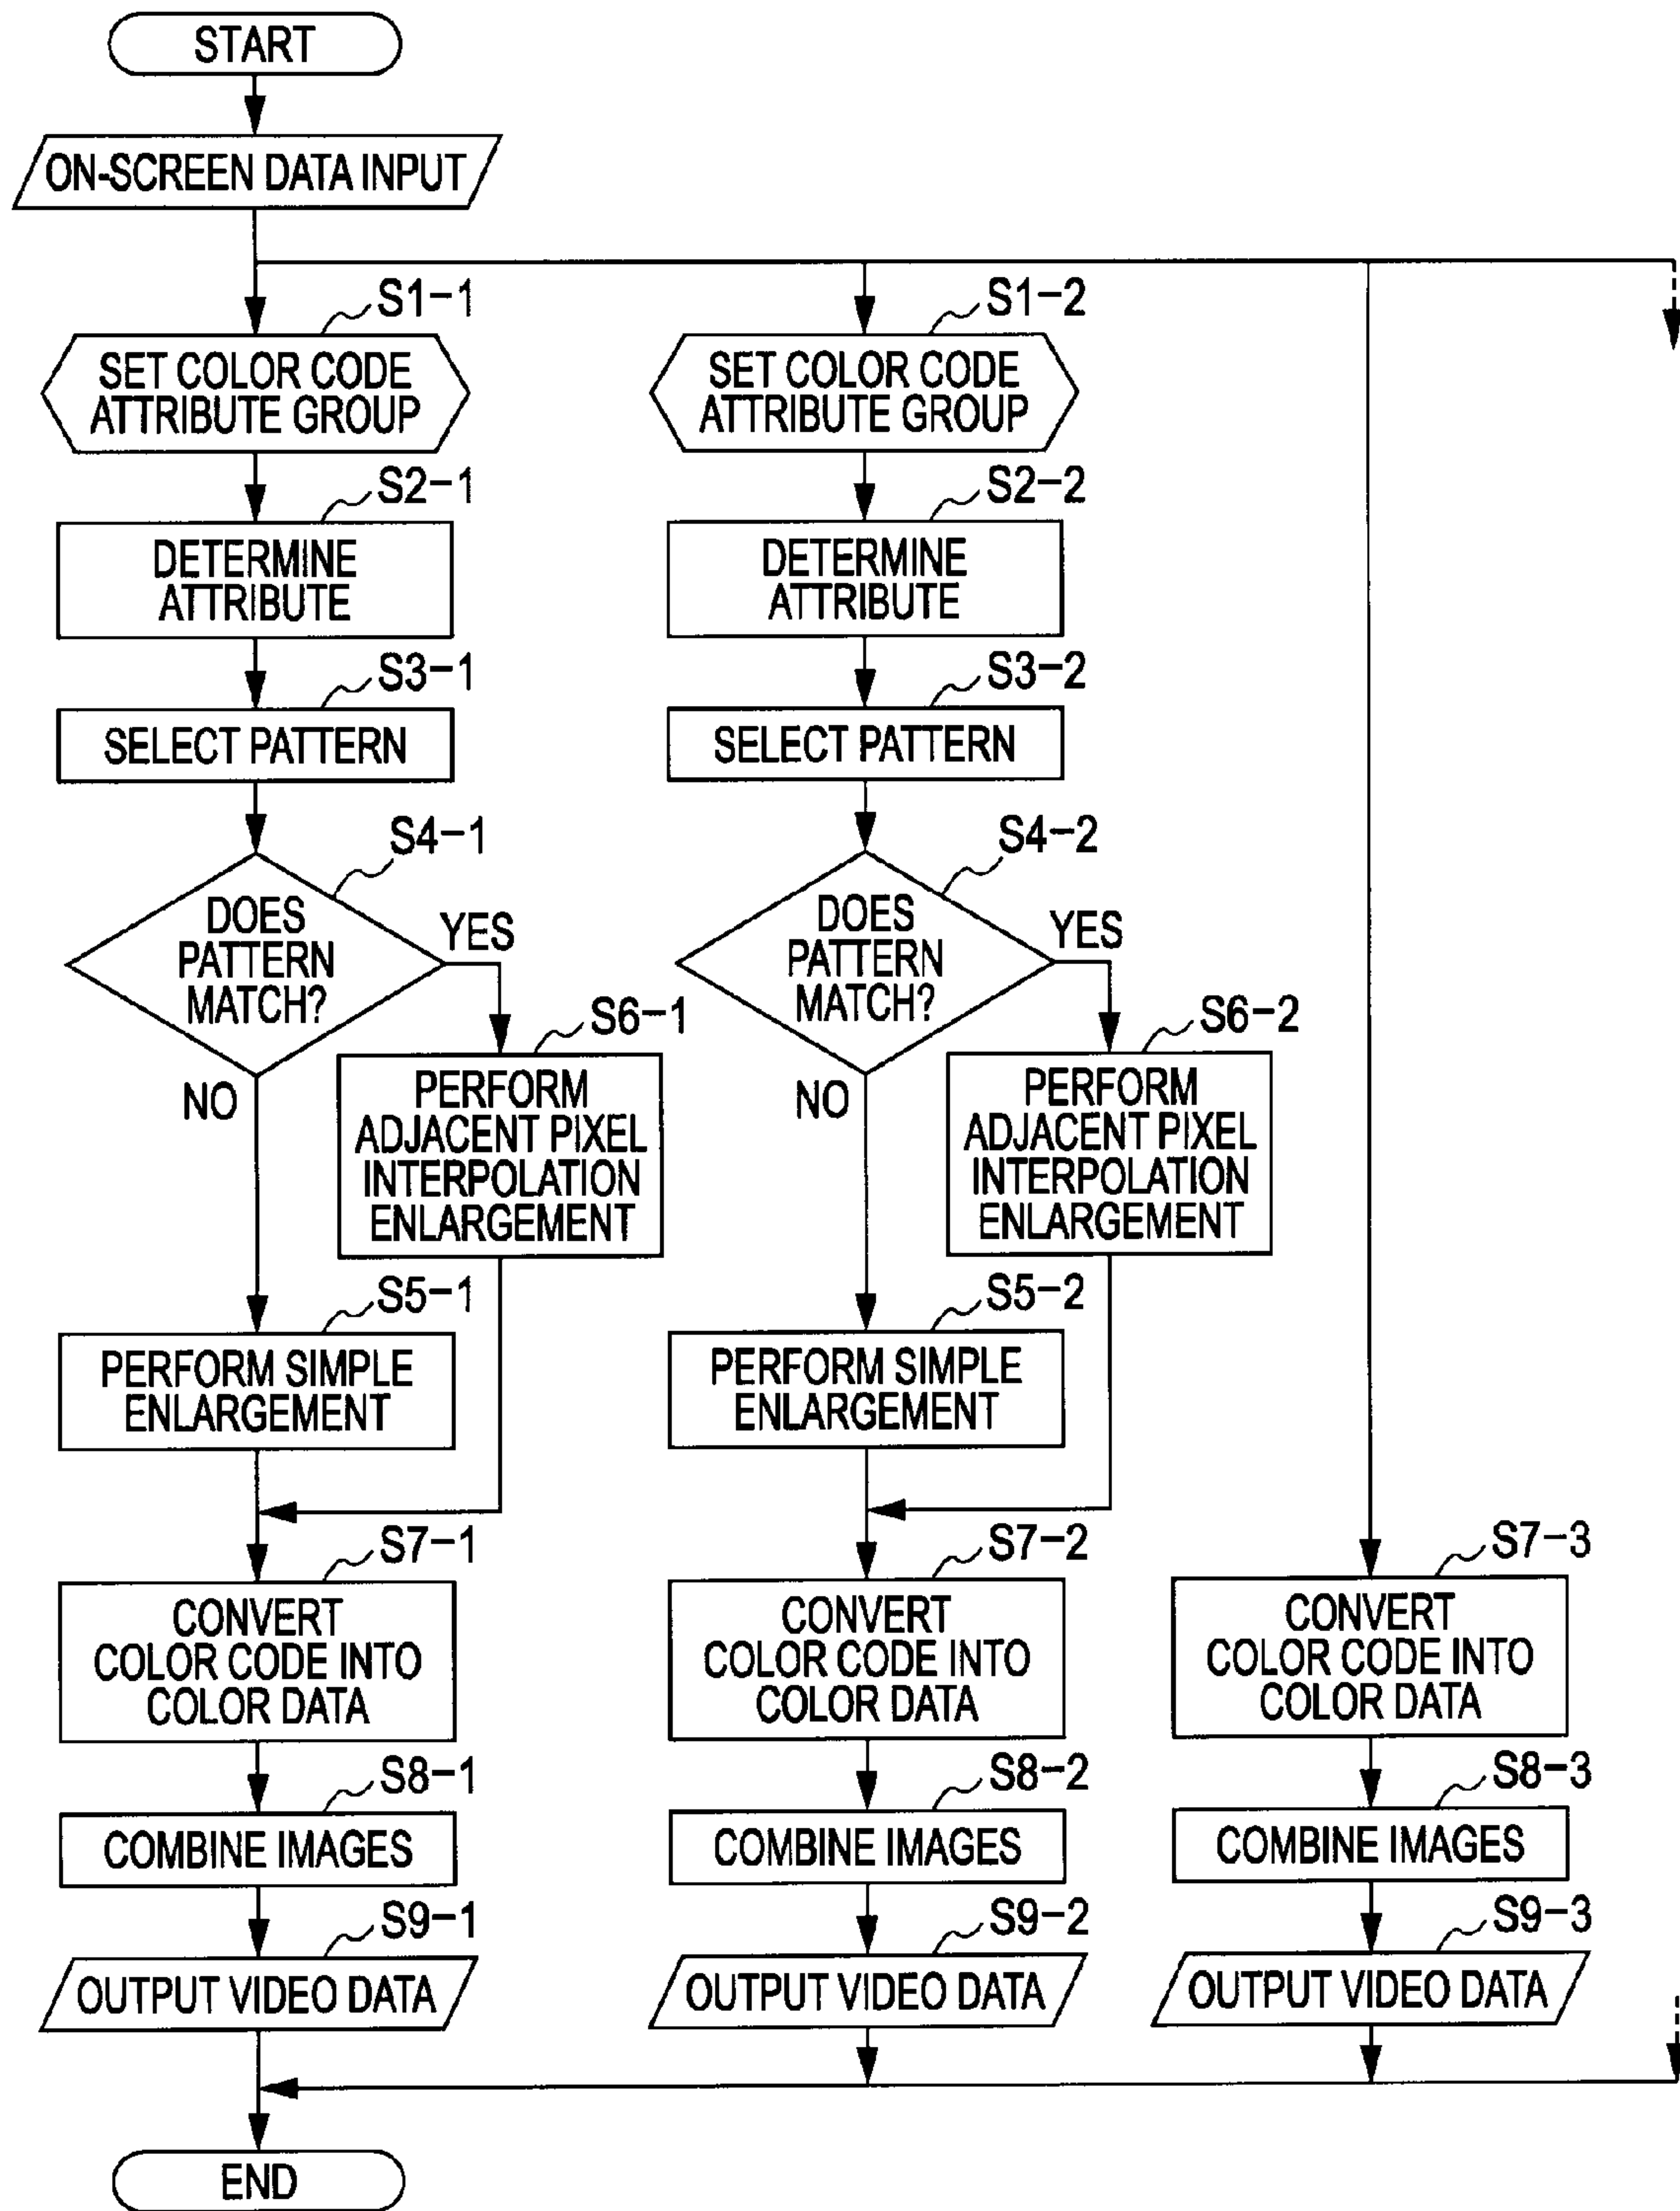 START
ON-SCREEN DATA INPUT
S1-1
SET COLOR CODE
ATTRIBUTE GROUP
S2-1
DETERMINE
ATTRIBUTE
S3-1
SELECT PATTERN
S4-1
DOES
PATTERN
MATCH?
YES
NO
S6-1
PERFORM
ADJACENT PIXEL
INTERPOLATION
ENLARGEMENT
S5-1
PERFORM SIMPLE
ENLARGEMENT
S7-1
CONVERT
COLOR CODE INTO
COLOR DATA
S8-1
COMBINE IMAGES
S9-1
OUTPUT VIDEO DATA
S1-2
SET COLOR CODE
ATTRIBUTE GROUP
S2-2
DETERMINE
ATTRIBUTE
S3-2
SELECT PATTERN
S4-2
DOES
PATTERN
MATCH?
YES
NO
S6-2
PERFORM
ADJACENT PIXEL
INTERPOLATION
ENLARGEMENT
S5-2
PERFORM SIMPLE
ENLARGEMENT
S7-2
CONVERT
COLOR CODE INTO
COLOR DATA
S8-2
COMBINE IMAGES
S9-2
OUTPUT VIDEO DATA
S7-3
CONVERT
COLOR CODE INTO
COLOR DATA
S8-3
COMBINE IMAGES
S9-3
OUTPUT VIDEO DATA
END